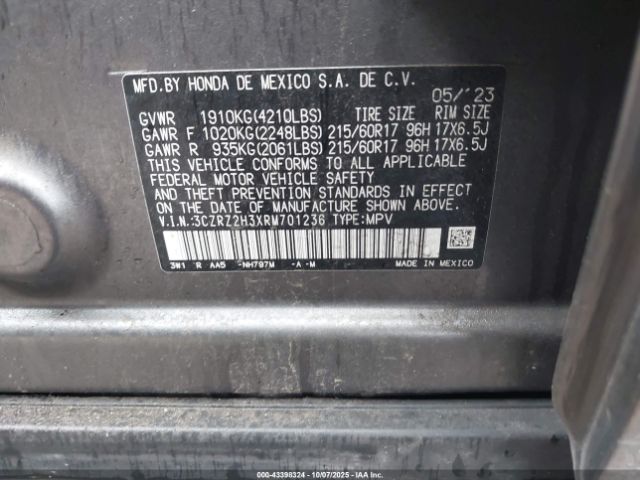 MFD.BY HONDA DE MEXICO S.A. DE C.V.
05/'23
GVWR 1910KG(4210LBS) TIRE SIZE RIM SIZE
GAWR F 1020KG(2248LBS) 215/60R17 96H 17X6.5J
GAWR R 935KG(2061LBS) 215/60R17 96H 17X6.5J
THIS VEHICLE CONFORMS TO ALL APPLICABLE
FEDERAL MOTOR VEHICLE SAFETY
AND THEFT PREVENTION STANDARDS IN EFFECT
ON THE DATE OF MANUFACTURE SHOWN ABOVE.
V.I.N.:3CZRZ2H3XRM701236 TYPE:MPV
3W1 R AA5 -NH797M -A -M MADE IN MEXICO
000-43398324 | 10/07/2025 | IAAI.COM